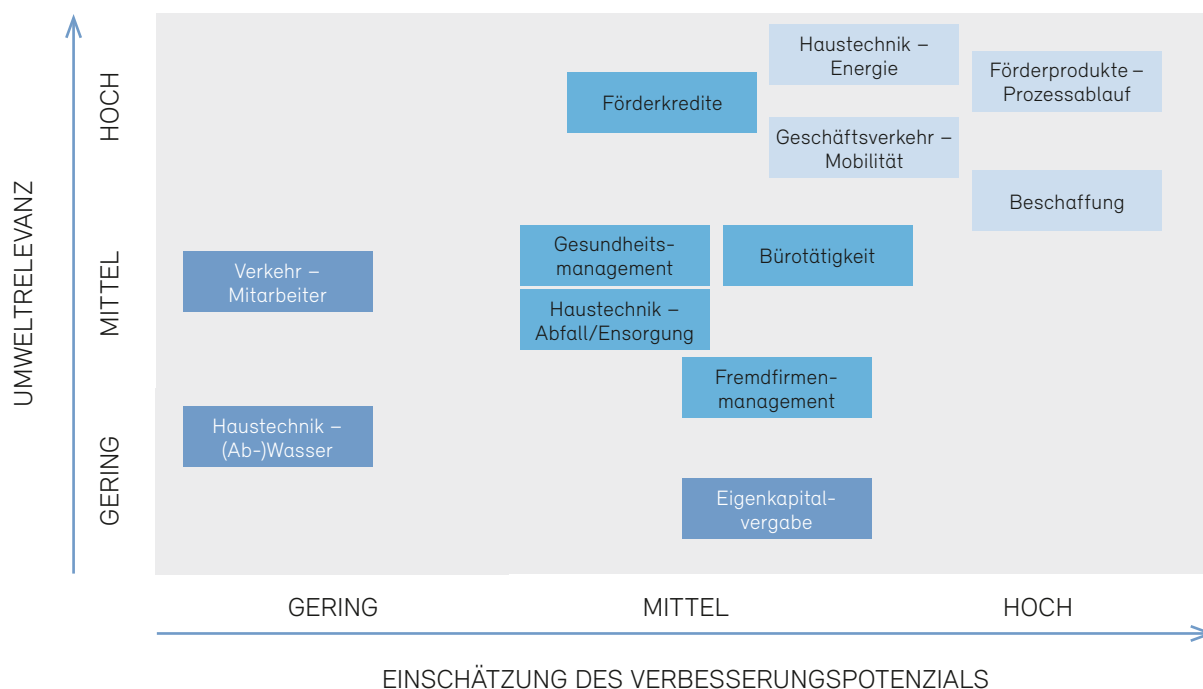 UMWELTRELEVANZ
HOCH
MITTEL
GERING
Haustechnik –
Energie
Förderprodukte –
Prozessablauf
Förderkredite
Geschäftsverkehr –
Mobilität
Beschaffung
Gesundheits-
management
Bürotätigkeit
Verkehr –
Mitarbeiter
Haustechnik –
Abfall/Ensorgung
Fremdfirmen-
management
Haustechnik –
(Ab-)Wasser
Eigenkapital-
vergabe
GERING
MITTEL
HOCH
EINSCHÄTZUNG DES VERBESSERUNGSPOTENZIALS